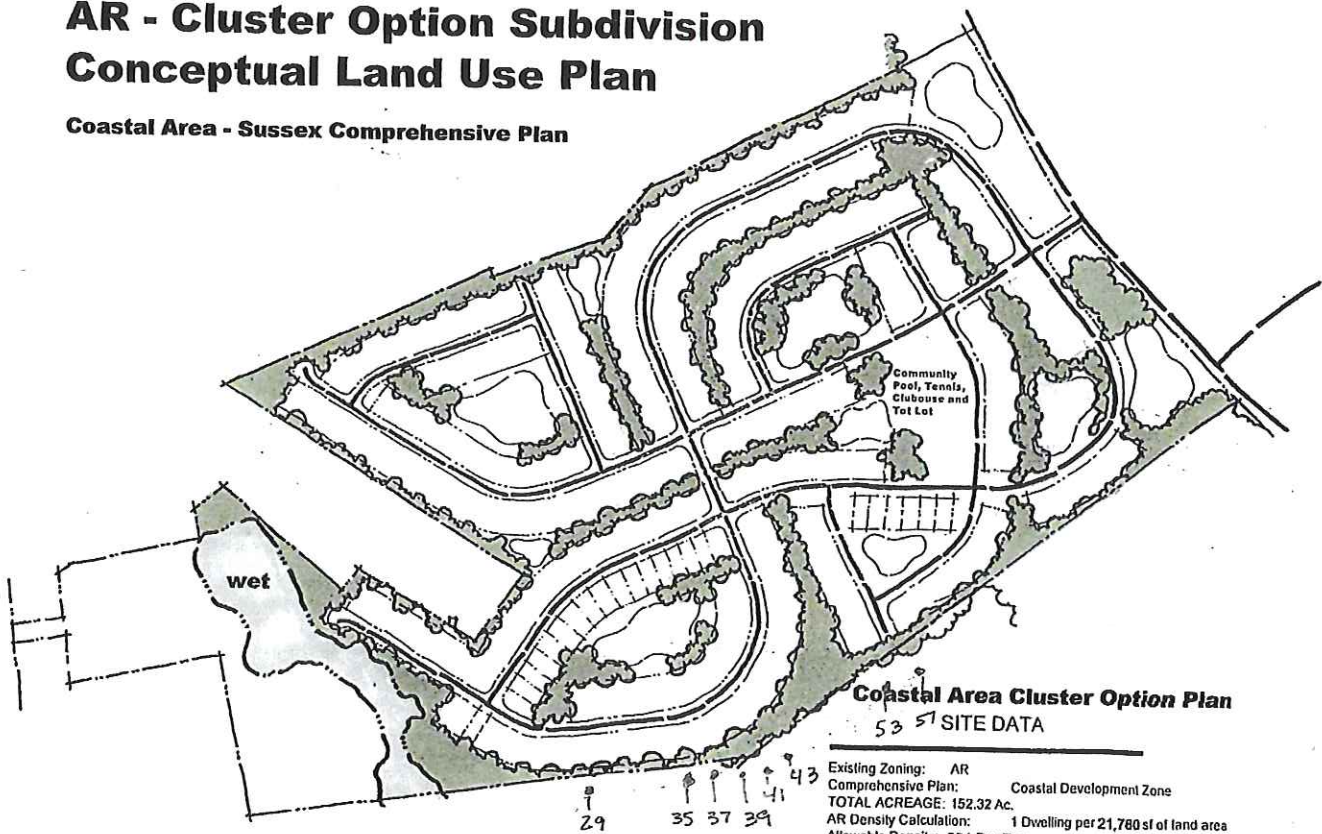 AR - Cluster Option Subdivision
Conceptual Land Use Plan
Coastal Area - Sussex Comprehensive Plan
Community
Pool, Tennis,
Clubouse and
Tot Lot
wet
Coastal Area Cluster Option Plan
53 57 SITE DATA
Existing Zoning: AR
Comprehensive Plan: Coastal Development Zone
TOTAL ACREAGE: 152.32 Ac.
AR Density Calculation: 1 Dwelling per 21,780 sf of land area
29 35 37 39 41 43